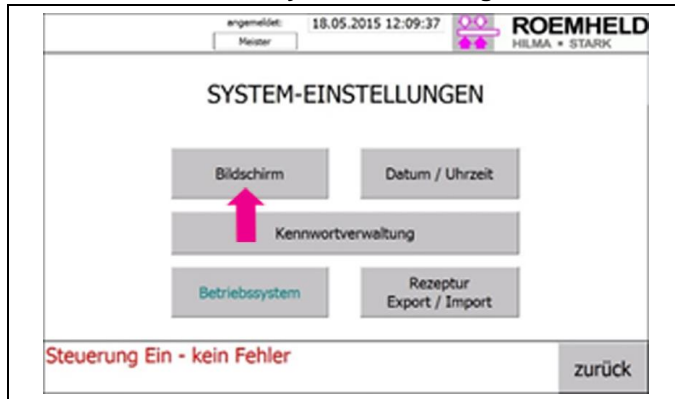 angemeldet: 18.05.2015 12:09:37
Meister
ROEMHELD
HILMA • STARK
SYSTEM-EINSTELLUNGEN
Bildschirm
Datum / Uhrzeit
Kennwortverwaltung
Betriebssystem
Rezeptur
Export / Import
Steuerung Ein - kein Fehler
zurück